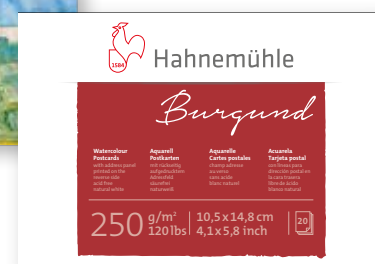 1584
Hahnemühle
Burgund
Watercolour
Postcards
with address panel
printed on the
reverse side
acid free
natural white
Aquarell
Postkarten
mit rückseitig
aufgedrucktem
Adressfeld
säurefrei
naturweiß
Aquarelle
Cartes postales
champ adresse
au verso
sans acide
blanc naturel
Acuarela
Tarjeta postal
con líneas para
dirección postal en
la cara trasera
libre de ácido
blanco natural
250 g/m²
120 lbs
10,5 x 14,8 cm
4,1 x 5,8 inch
20